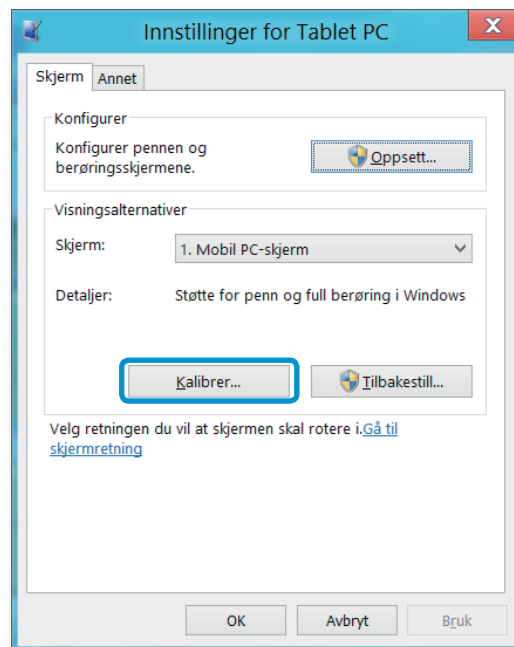 Innstillinger for Tablet PC
Skjerm Annet
Konfigurer
Konfigurer pennen og
berøringsskjermene.
Oppsett...
Visningsalternativer
Skjerm: 1. Mobil PC-skjerm
Detaljer: Støtte for penn og full berøring i Windows
Kalibrer... Tilbakestill...
Velg retningen du vil at skjermen skal rotere i.Gå til
skjermretning
OK Avbryt Bruk